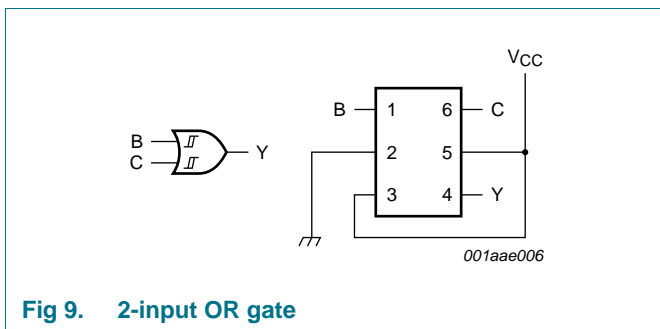 VCC
B 1 6 C
B
C
Y
2 5
3 4 Y
001aae006
Fig 9. 2-input OR gate